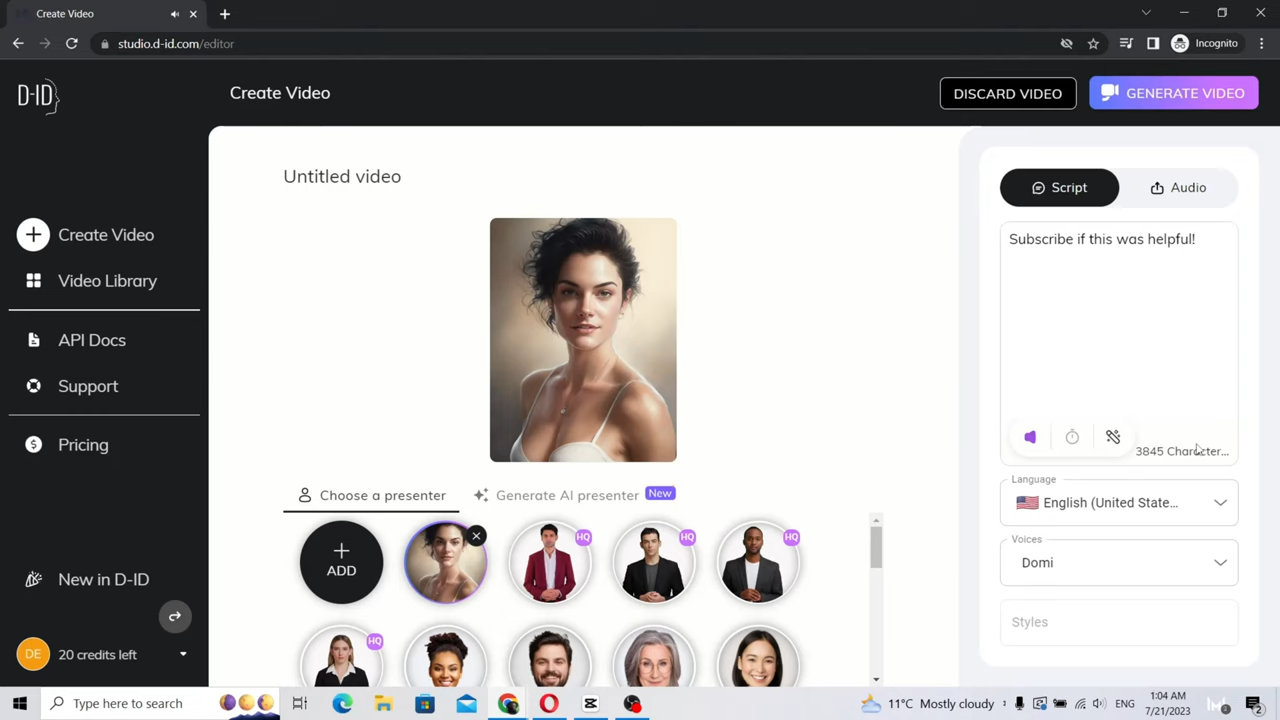 Create Video
studio.d-id.com/editor
Incognito
D-ID
Create Video
DISCARD VIDEO
GENERATE VIDEO
Untitled video
Script
Audio
Subscribe if this was helpful!
3845 Character...
Create Video
Video Library
API Docs
Support
Pricing
Choose a presenter
Generate AI presenter
New
Language
English (United State...
Voices
Domi
Styles
ADD
HQ
HQ
HQ
HQ
New in D-ID
DE
20 credits left
Type here to search
11°C Mostly cloudy
1:04 AM
7/21/2023
2